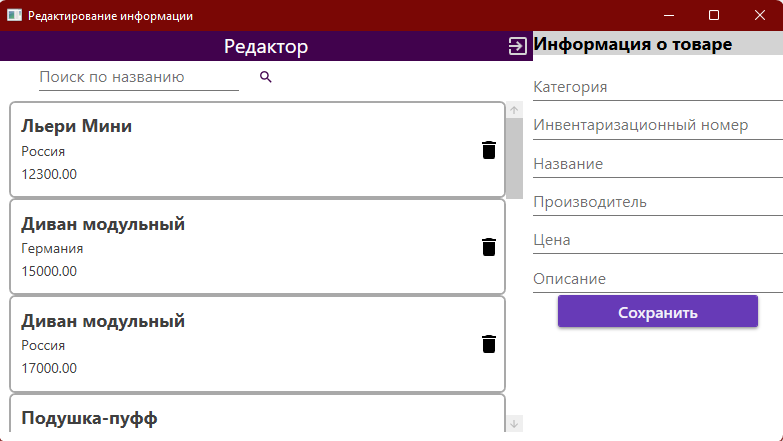 Редактирование информации
Редактор
Поиск по названию
Льери Мини
Россия
12300.00
Диван модульный
Германия
15000.00
Диван модульный
Россия
17000.00
Подушка-пуфф
Информация о товаре
Категория
Инвентаризационный номер
Название
Производитель
Цена
Описание
Сохранить